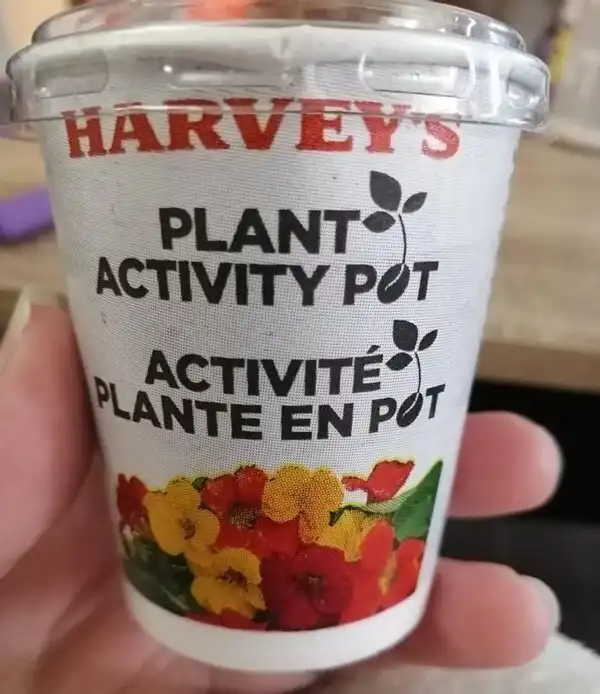 HARVEY'S
PLANT
ACTIVITY POT
ACTIVITÉ
PLANTE EN POT